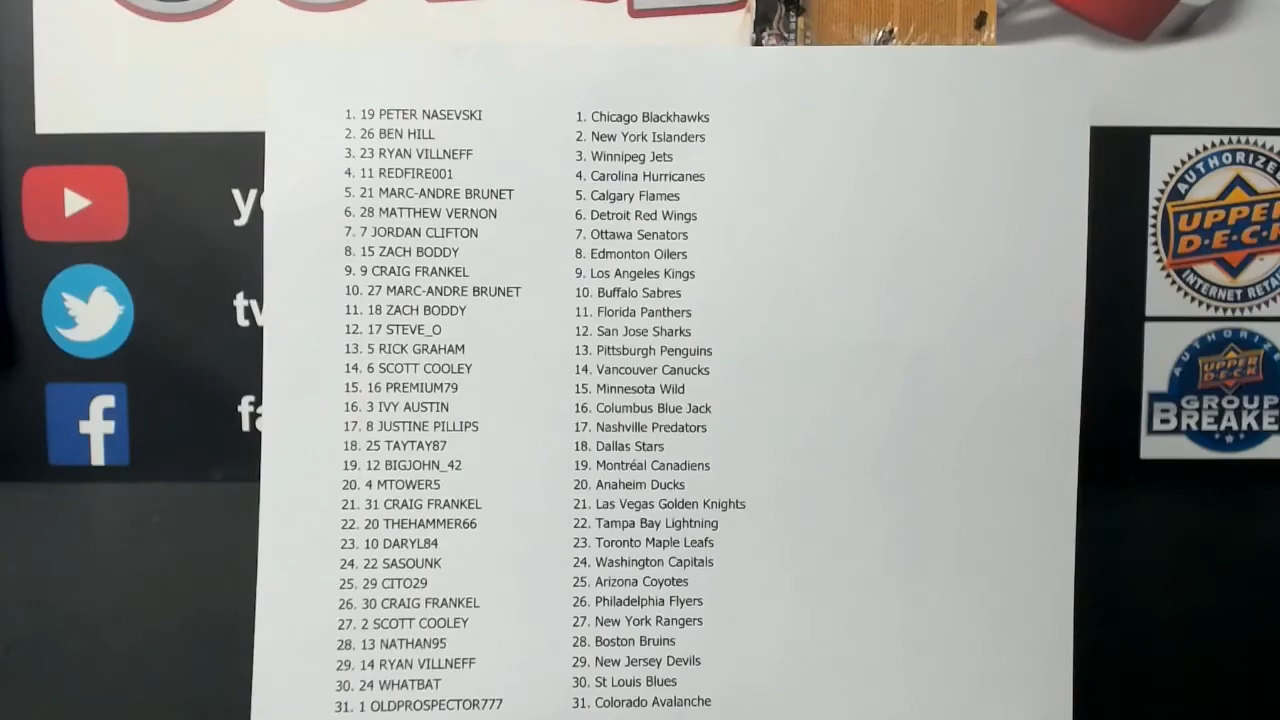 1. 19 PETER NASEVSKI 1. Chicago Blackhawks
2. 26 BEN HILL 2. New York Islanders
3. 23 RYAN VILLNEFF 3. Winnipeg Jets
4. 11 REDFIRE001 4. Carolina Hurricanes
5. 21 MARC-ANDRE BRUNET 5. Calgary Flames
6. 28 MATTHEW VERNON 6. Detroit Red Wings
7. 7 JORDAN CLIFTON 7. Ottawa Senators
8. 15 ZACH BODDY 8. Edmonton Oilers
9. 9 CRAIG FRANKEL 9. Los Angeles Kings
10. 27 MARC-ANDRE BRUNET 10. Buffalo Sabres
11. 18 ZACH BODDY 11. Florida Panthers
12. 17 STEVE_O 12. San Jose Sharks
13. 5 RICK GRAHAM 13. Pittsburgh Penguins
14. 6 SCOTT COOLEY 14. Vancouver Canucks
15. 16 PREMIUM79 15. Minnesota Wild
16. 3 IVY AUSTIN 16. Columbus Blue Jack
17. 8 JUSTINE PILLIPS 17. Nashville Predators
18. 25 TAYTAY87 18. Dallas Stars
19. 12 BIGJOHN_42 19. Montréal Canadiens
20. 4 MTOWER5 20. Anaheim Ducks
21. 31 CRAIG FRANKEL 21. Las Vegas Golden Knights
22. 20 THEHAMMER66 22. Tampa Bay Lightning
23. 10 DARYL84 23. Toronto Maple Leafs
24. 22 SASOUNK 24. Washington Capitals
25. 29 CITO29 25. Arizona Coyotes
26. 30 CRAIG FRANKEL 26. Philadelphia Flyers
27. 2 SCOTT COOLEY 27. New York Rangers
28. 13 NATHAN95 28. Boston Bruins
29. 14 RYAN VILLNEFF 29. New Jersey Devils
30. 24 WHATBAT 30. St Louis Blues
31. 1 OLDPROSPECTOR777 31. Colorado Avalanche
AUTHORIZE
UPPER
D·E·C·K
INTERNET RETAI
AUTHORIZE
UPPER
D·E·C·K
GROUP
BREAKE